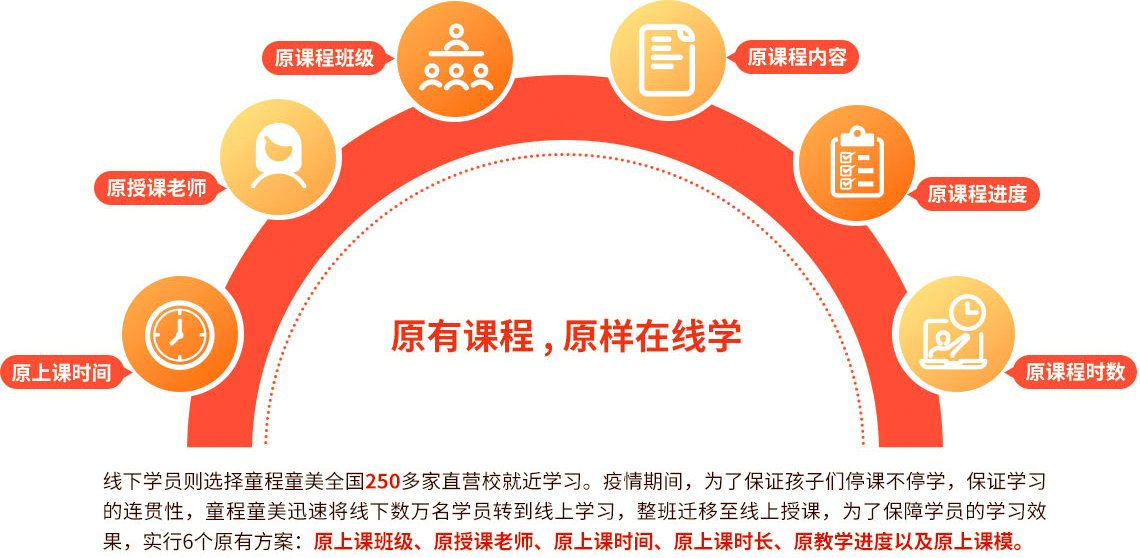 原课程班级
原课程内容
原授课老师
原课程进度
原有课程，原样在线学
原上课时间
原课程时数
线下学员则选择童程童美全国250多家直营校就近学习。疫情期间，为了保证孩子们停课不停学，保证学习
的连贯性，童程童美迅速将线下数万名学员转到线上学习，整班迁移至线上授课，为了保障学员的学习效
果，实行6个原有方案：原上课班级、原授课老师、原上课时间、原上课时长、原教学进度以及原上课模。